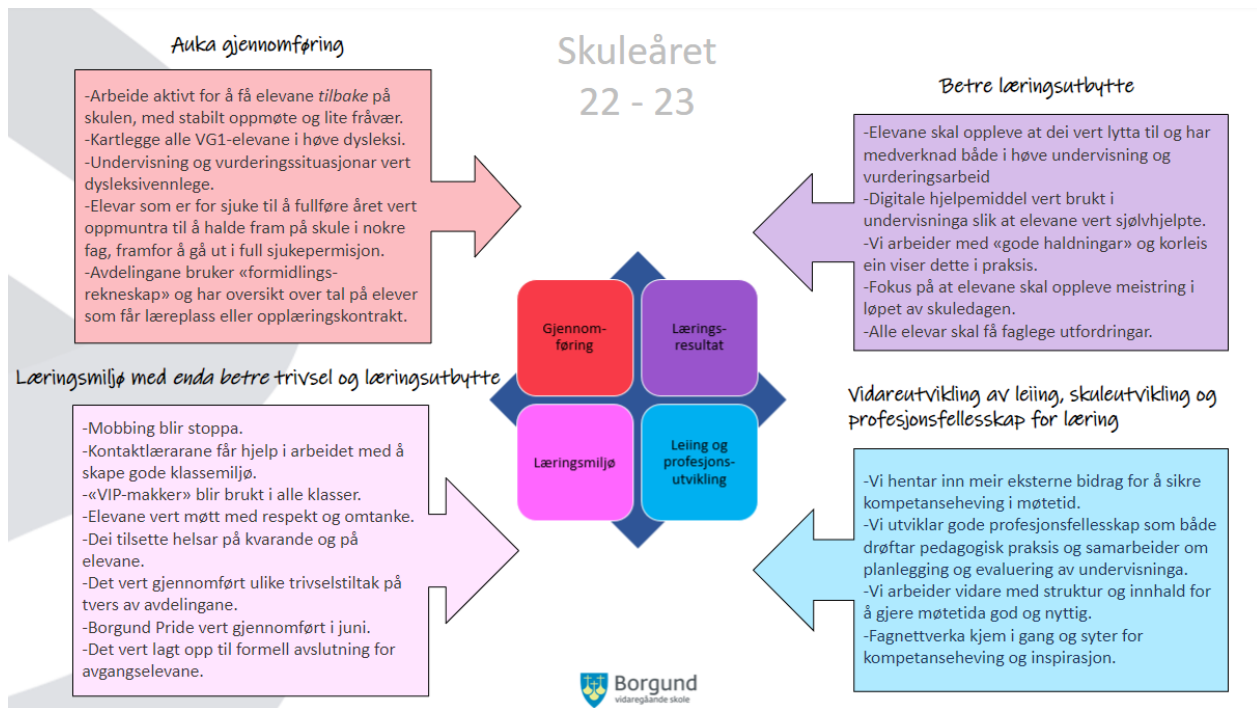 Skuleåret
22 - 23
Auka gjennomføring
-Arbeide aktivt for å få elevane tilbake på
skulen, med stabilt oppmøte og lite fråvær.
-Kartlegge alle VG1-elevane i høve dysleksi.
-Undervisning og vurderingssituasjonar vert
dysleksivennlege.
-Elevar som er for sjuke til å fullføre året vert
oppmuntra til å halde fram på skule i nokre
fag, framfor å gå ut i full sjukepermisjon.
-Avdelingane bruker «formidlings-
rekneskap» og har oversikt over tal på elever
som får læreplass eller opplæringskontrakt.
Betre læringsutbytte
-Elevane skal oppleve at dei vert lytta til og har
medverknad både i høve undervisning og
vurderingsarbeid
-Digitale hjelpemiddel vert brukt i
undervisninga slik at elevane vert sjølvhjelpte.
-Vi arbeider med «gode haldningar» og korleis
ein viser dette i praksis.
-Fokus på at elevane skal oppleve meistring i
løpet av skuledagen.
-Alle elevar skal få faglege utfordringar.
Gjennom-
føring
Lærings-
resultat
Læringsmiljø
Leiing og
profesjons-
utvikling
Læringsmiljø med enda betre trivsel og læringsutbytte
-Mobbing blir stoppa.
-Kontaktlærarane får hjelp i arbeidet med å
skape gode klassemiljø.
-«VIP-makker» blir brukt i alle klasser.
-Elevane vert møtt med respekt og omtanke.
-Dei tilsette helsar på kvarande og på
elevane.
-Det vert gjennomført ulike trivselstiltak på
tvers av avdelingane.
-Borgund Pride vert gjennomført i juni.
-Det vert lagt opp til formell avslutning for
avgangselevane.
Vidareutvikling av leiing, skuleutvikling og
profesjonsfellesskap for læring
-Vi hentar inn meir eksterne bidrag for å sikre
kompetanseheving i møtetid.
-Vi utviklar gode profesjonsfellesskap som både
drøftar pedagogisk praksis og samarbeider om
planlegging og evaluering av undervisninga.
-Vi arbeider vidare med struktur og innhald for
å gjere møtetida god og nyttig.
-Fagnettverka kjem i gang og syter for
kompetanseheving og inspirasjon.
Borgund
vidaregåande skole